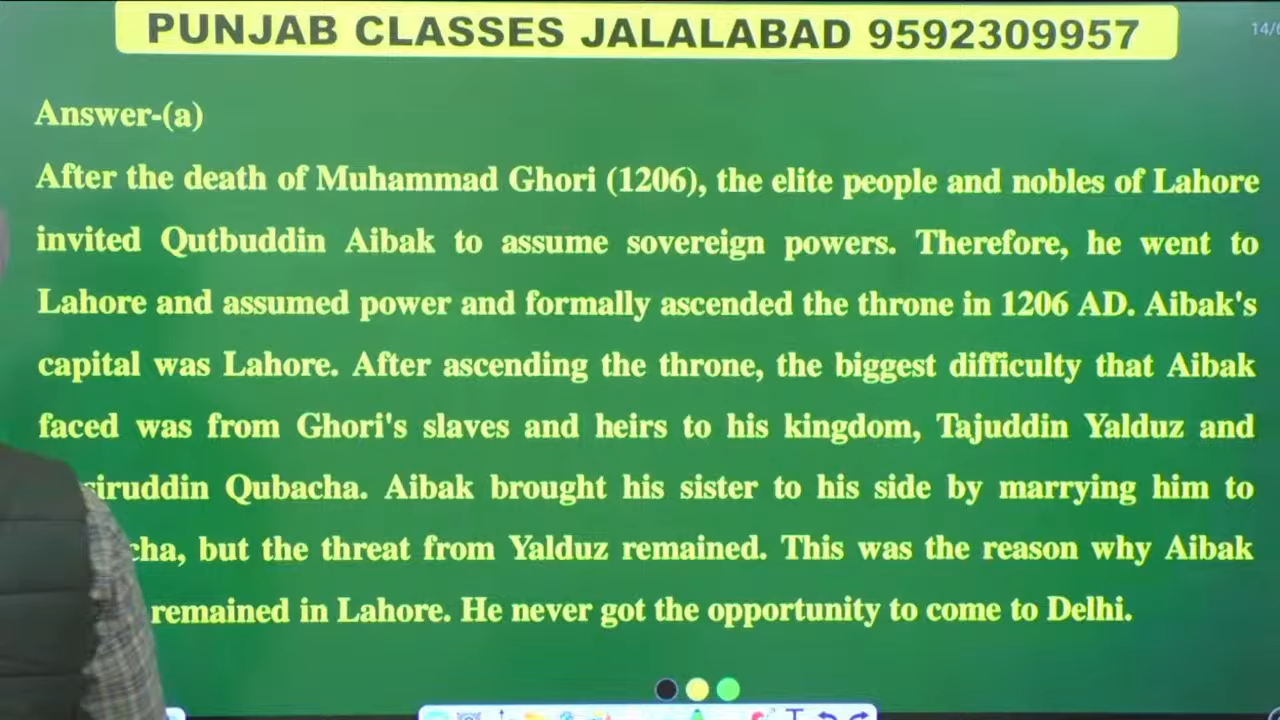 PUNJAB CLASSES JALALABAD 9592309957
Answer-(a)
After the death of Muhammad Ghori (1206), the elite people and nobles of Lahore
invited Qutbuddin Aibak to assume sovereign powers. Therefore, he went to
Lahore and assumed power and formally ascended the throne in 1206 AD. Aibak's
capital was Lahore. After ascending the throne, the biggest difficulty that Aibak
faced was from Ghori's slaves and heirs to his kingdom, Tajuddin Yalduz and
Qubacha. Aibak brought his sister to his side by marrying him to
but the threat from Yalduz remained. This was the reason why Aibak
remained in Lahore. He never got the opportunity to come to Delhi.